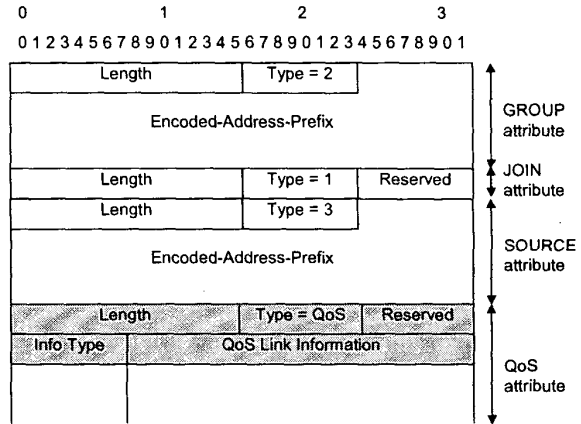 0 1 2 3
0 1 2 3 4 5 6 7 8 9 0 1 2 3 4 5 6 7 8 9 0 1 2 3 4 5 6 7 8 9 0 1
Length Type = 2
Encoded-Address-Prefix
GROUP
attribute
Length Type = 1 Reserved
JOIN
attribute
Length Type = 3
Encoded-Address-Prefix
SOURCE
attribute
Length Type = QoS Reserved
Info Type QoS Link Information
QoS
attribute